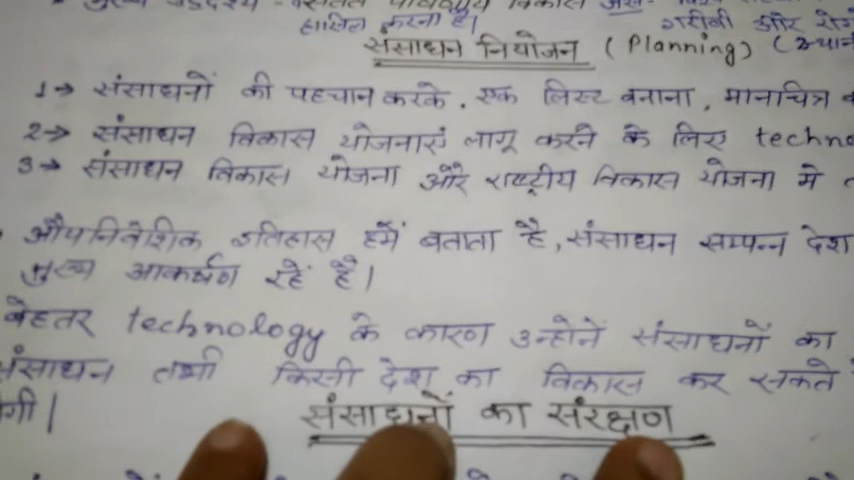 मुख्य उद्देश्य - विकास
हासिल करना है। गरीबी और
संसाधन नियोजन (Planning)
1→ संसाधनों की पहचान करके. एक लिस्ट बनाना, मानचित्र
2→ संसाधन विकास योजनाएं लागू करने के लिए techno
3→ संसाधन विकास योजना और राष्ट्रीय विकास योजना मे
औपनिवेशिक इतिहास हमें बताता है, संसाधन सम्पन्न देश
मुख्य आकर्षण रहें है।
बेहतर technology के कारण उन्होनें संसाधनों का
संसाधन तभी किसी देश का विकास कर सकते
गी।
संसाधनों का संरक्षण